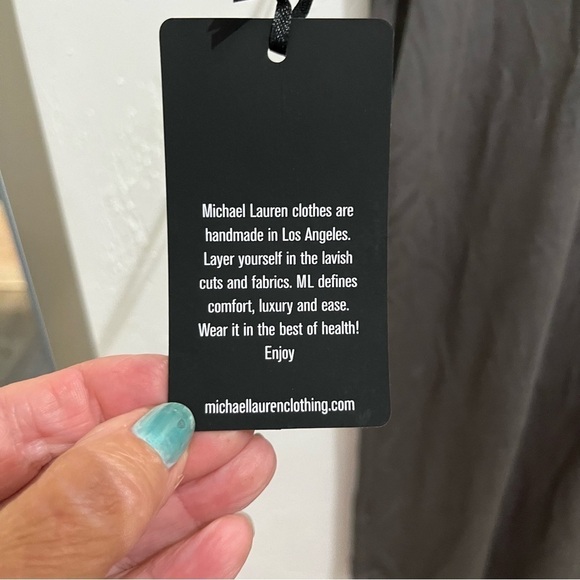 Michael Lauren clothes are
handmade in Los Angeles.
Layer yourself in the lavish
cuts and fabrics. ML defines
comfort, luxury and ease.
Wear it in the best of health!
Enjoy
michaellaurenclothing.com